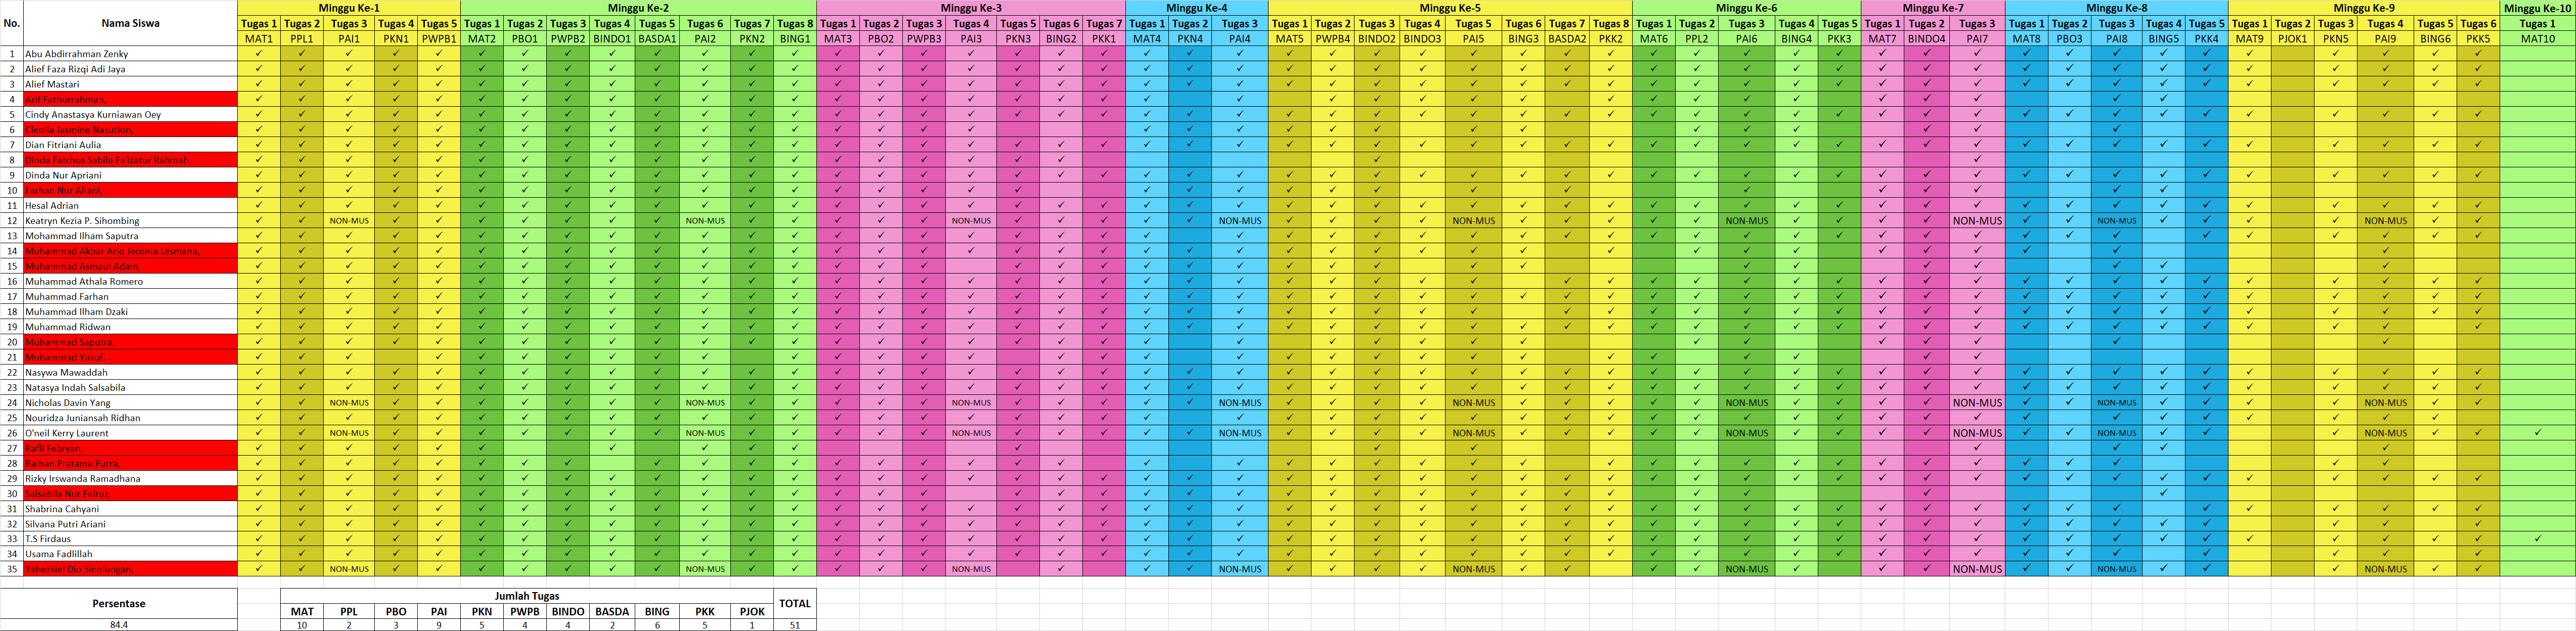 No. Nama Siswa Minggu Ke-1 Minggu Ke-2 Minggu Ke-3 Minggu Ke-4 Minggu Ke-5 Minggu Ke-6 Minggu Ke-7 Minggu Ke-8 Minggu Ke-9 Minggu Ke-10
Tugas 1 Tugas 2 Tugas 3 Tugas 4 Tugas 5 Tugas 1 Tugas 2 Tugas 3 Tugas 4 Tugas 5 Tugas 6 Tugas 7 Tugas 8 Tugas 1 Tugas 2 Tugas 3 Tugas 4 Tugas 5 Tugas 6 Tugas 7 Tugas 1 Tugas 2 Tugas 3 Tugas 1 Tugas 2 Tugas 3 Tugas 4 Tugas 5 Tugas 6 Tugas 7 Tugas 8 Tugas 1 Tugas 2 Tugas 3 Tugas 4 Tugas 5 Tugas 1 Tugas 2 Tugas 3 Tugas 1 Tugas 2 Tugas 3 Tugas 4 Tugas 5 Tugas 1 Tugas 2 Tugas 3 Tugas 4 Tugas 5 Tugas 6 Tugas 1
MAT1 PPL1 PAI1 PKN1 PWPB1 MAT2 PBO1 PWPB2 BINDO1 BASDA1 PAI2 PKN2 BING1 MAT3 PBO2 PWPB3 PAI3 PKN3 BING2 PKK1 MAT4 PKN4 PAI4 MAT5 PWPB4 BINDO2 BINDO3 PAI5 BING3 BASDA2 PKK2 MAT6 PPL2 PAI6 BING4 PKK3 MAT7 BINDO4 PAI7 MAT8 PBO3 PAI8 BING5 PKK4 MAT9 PJOK1 PKN5 PAI9 BING6 PKK5 MAT10
1 Abu Abdirrahman Zenky
2 Alief Faza Rizqi Adi Jaya
3 Alief Mastari
4 Arif Fathurrahman,
5 Cindy Anastasya Kurniawan Oey
6 Cleolla Jasmine Nasution,
7 Dian Fitriani Aulia
8 Dinda Fatchus Sabila Fa'izatur Rahmah,
9 Dinda Nur Apriani
10 Farhan Nur Aliani,
11 Hesal Adrian
12 Keatryn Kezia P. Sihombing NON-MUS NON-MUS NON-MUS NON-MUS NON-MUS NON-MUS NON-MUS NON-MUS NON-MUS
13 Mohammad Ilham Saputra
14 Muhammad Akbar Ariq Jeconia Lesmana,
15 Muhammad Asmaul Adam,
16 Muhammad Athala Romero
17 Muhammad Farhan
18 Muhammad Ilham Dzaki
19 Muhammad Ridwan
20 Muhammad Saputra,
21 Muhammad Yusuf,
22 Nasywa Mawaddah
23 Natasya Indah Salsabila
24 Nicholas Davin Yang NON-MUS NON-MUS NON-MUS NON-MUS NON-MUS NON-MUS NON-MUS NON-MUS NON-MUS
25 Nouridza Juniansah Ridhan
26 O'neil Kerry Laurent NON-MUS NON-MUS NON-MUS NON-MUS NON-MUS NON-MUS NON-MUS NON-MUS NON-MUS
27 Rafli Febryan,
28 Raihan Pratama Putra,
29 Rizky Irswanda Ramadhana
30 Salsabila Nur Fairuz,
31 Shabrina Cahyani
32 Silvana Putri Ariani
33 T.S Firdaus
34 Usama Fadlillah
35 Yehezkiel Dio Sinolungan, NON-MUS NON-MUS NON-MUS NON-MUS NON-MUS NON-MUS NON-MUS NON-MUS NON-MUS
Persentase Jumlah Tugas TOTAL
MAT PPL PBO PAI PKN PWPB BINDO BASDA BING PKK PJOK
84.4 10 2 3 9 5 4 4 2 6 5 1 51